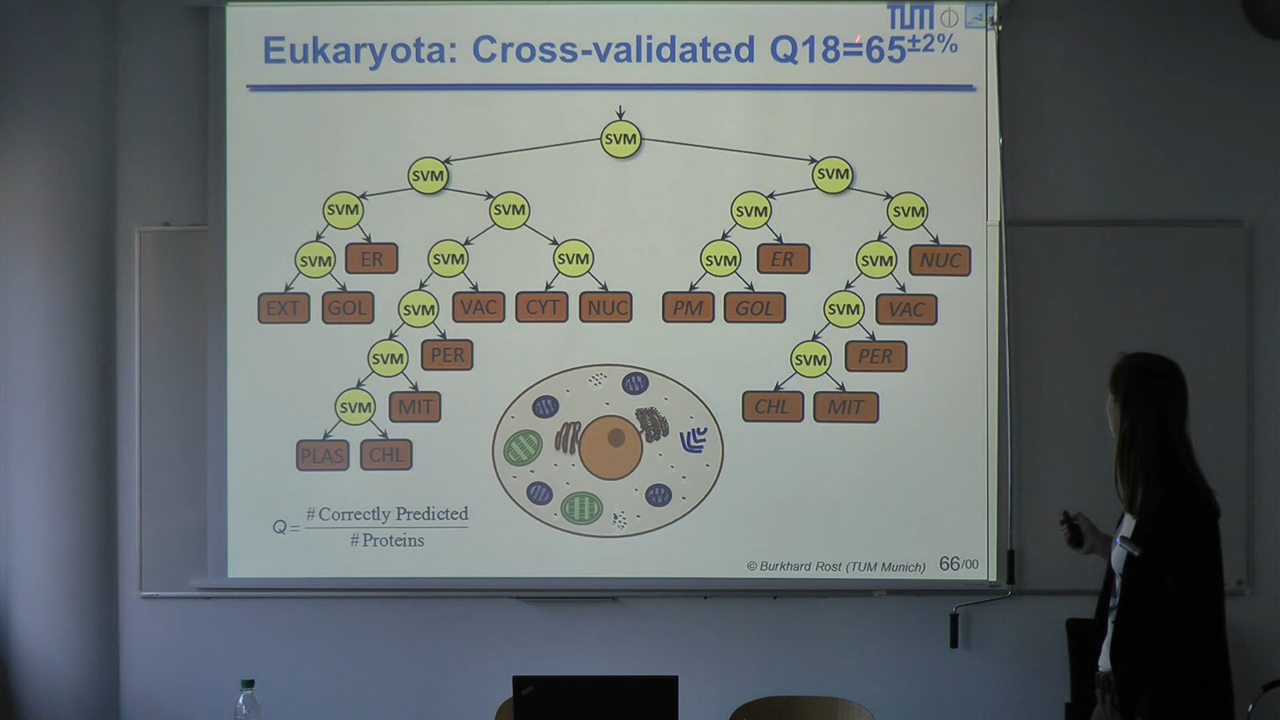 TUM
Eukaryota: Cross-validated Q18=65±2%
SVM
SVM SVM
SVM SVM SVM SVM
SVM ER SVM SVM SVM ER SVM NUC
EXT GOL SVM VAC CYT NUC PM GOL SVM VAC
SVM PER SVM PER
SVM MIT CHL MIT
PLAS CHL
Q = # Correctly Predicted
# Proteins
© Burkhard Rost (TUM Munich) 66/00